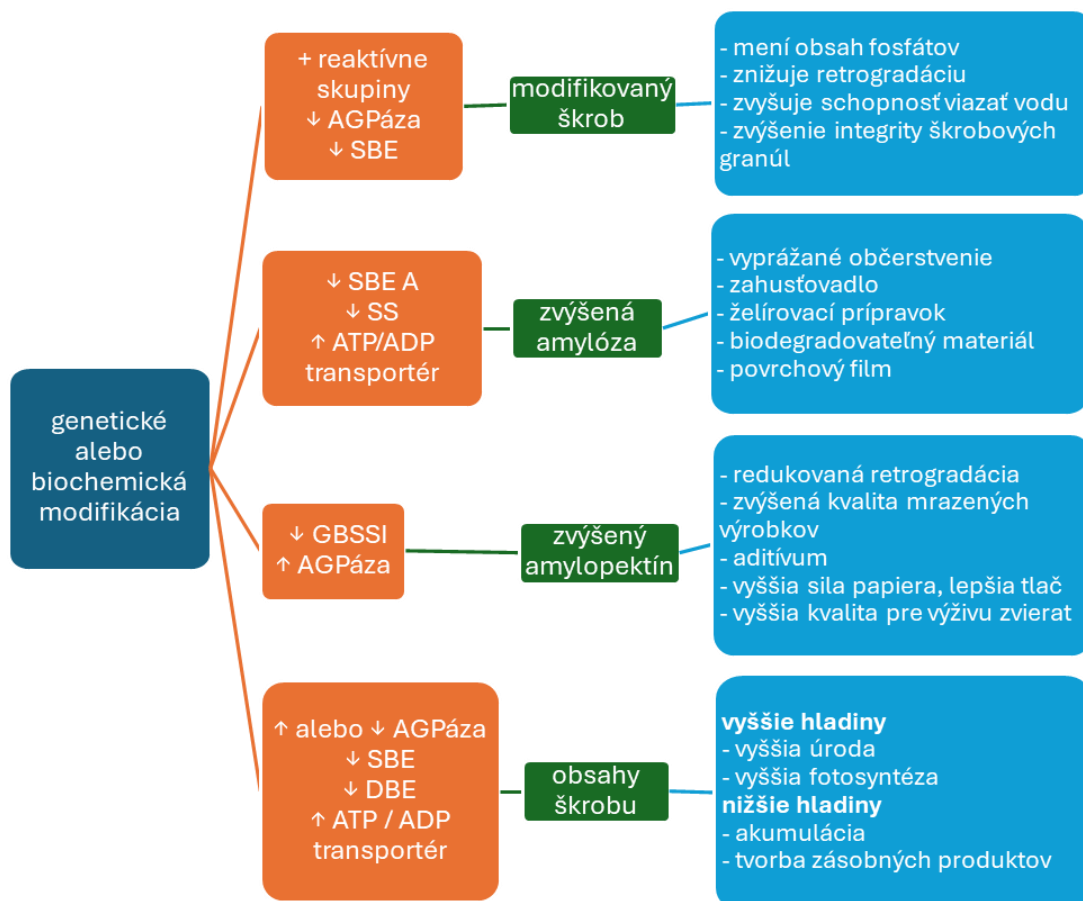 genetické
alebo
biochemická
modifikácia
+ reaktívne
skupiny
↓ AGPáza
↓ SBE
modifikovaný
škrob
- mení obsah fosfátov
- znižuje retrogradáciu
- zvyšuje schopnosť viazať vodu
- zvýšenie integrity škrobových
granúl
↓ SBE A
↓ SS
↑ ATP/ADP
transportér
zvýšená
amylóza
- vyprážané občerstvenie
- zahusťovadlo
- želírovací prípravok
- biodegradovateľný materiál
- povrchový film
↓ GBSSI
↑ AGPáza
zvýšený
amylopektín
- redukovaná retrogradácia
- zvýšená kvalita mrazených
výrobkov
- aditívum
- vyššia sila papiera, lepšia tlač
- vyššia kvalita pre výživu zvierat
↑ alebo ↓ AGPáza
↓ SBE
↓ DBE
↑ ATP / ADP
transportér
obsahy
škrobu
vyššie hladiny
- vyššia úroda
- vyššia fotosyntéza
nižšie hladiny
- akumulácia
- tvorba zásobných produktov